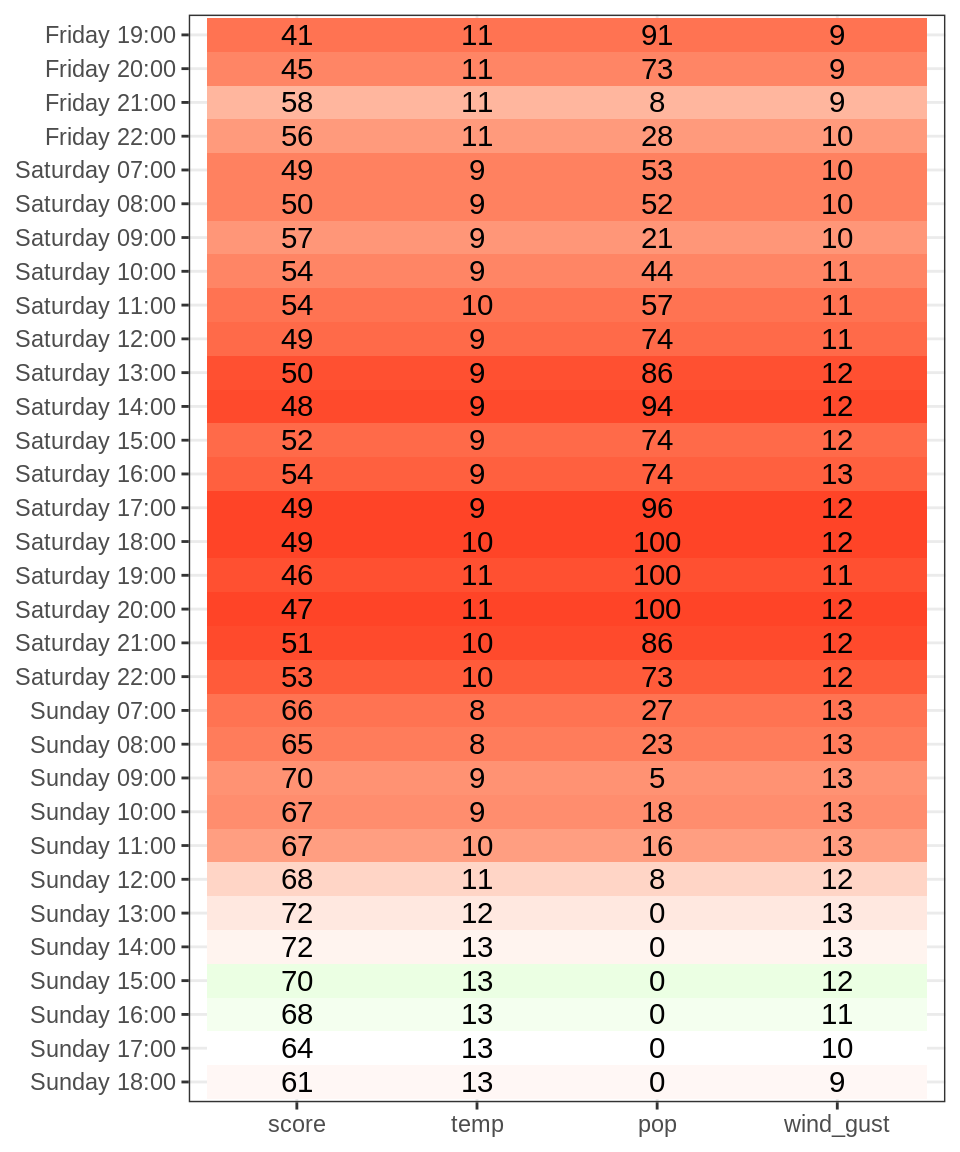 Friday 19:00 41 11 91 9
Friday 20:00 45 11 73 9
Friday 21:00 58 11 8 9
Friday 22:00 56 11 28 10
Saturday 07:00 49 9 53 10
Saturday 08:00 50 9 52 10
Saturday 09:00 57 9 21 10
Saturday 10:00 54 9 44 11
Saturday 11:00 54 10 57 11
Saturday 12:00 49 9 74 11
Saturday 13:00 50 9 86 12
Saturday 14:00 48 9 94 12
Saturday 15:00 52 9 74 12
Saturday 16:00 54 9 74 13
Saturday 17:00 49 9 96 12
Saturday 18:00 49 10 100 12
Saturday 19:00 46 11 100 11
Saturday 20:00 47 11 100 12
Saturday 21:00 51 10 86 12
Saturday 22:00 53 10 73 12
Sunday 07:00 66 8 27 13
Sunday 08:00 65 8 23 13
Sunday 09:00 70 9 5 13
Sunday 10:00 67 9 18 13
Sunday 11:00 67 10 16 13
Sunday 12:00 68 11 8 12
Sunday 13:00 72 12 0 13
Sunday 14:00 72 13 0 13
Sunday 15:00 70 13 0 12
Sunday 16:00 68 13 0 11
Sunday 17:00 64 13 0 10
Sunday 18:00 61 13 0 9
score temp pop wind_gust